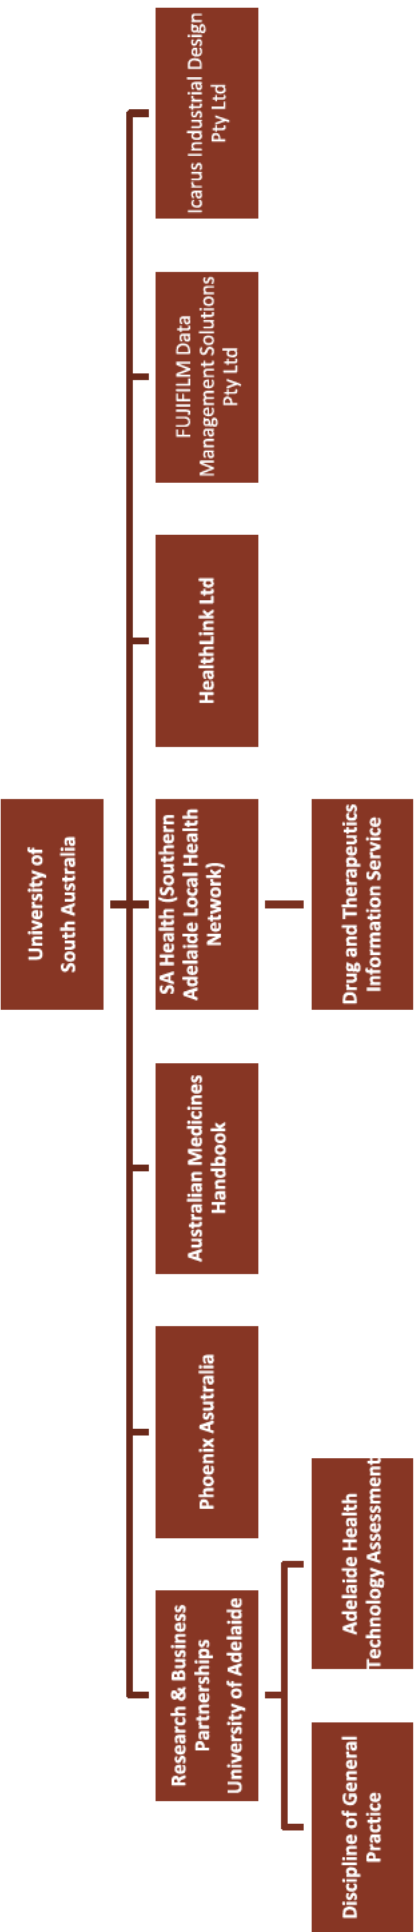 University of
South Australia
Research & Business
Partnerships
University of Adelaide
Phoenix Asutralia
Australian Medicines
Handbook
SA Health (Southern
Adelaide Local Health
Network)
HealthLink Ltd
FUJIFILM Data
Management Solutions
Pty Ltd
Icarus Industrial Design
Pty Ltd
Discipline of General
Practice
Adelaide Health
Technology Assessment
Drug and Therapeutics
Information Service